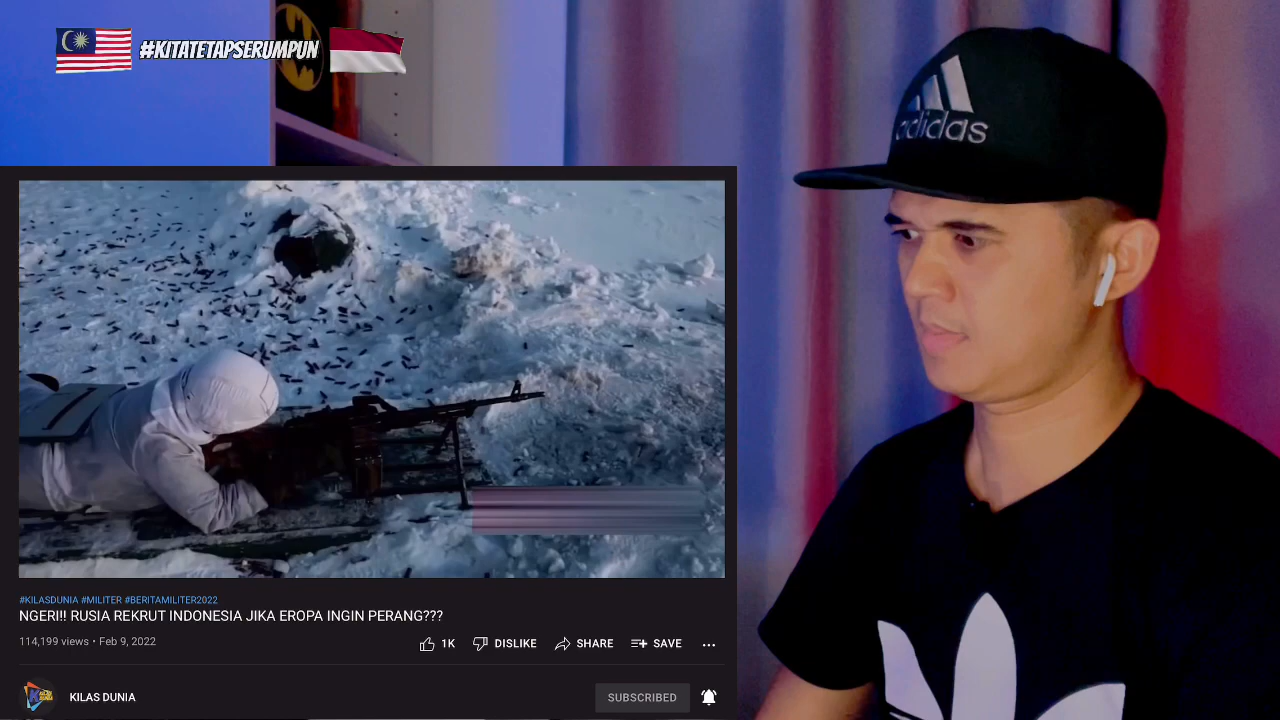 #KITATETAPSERUMPUN
adidas
#KILASDUNIA #MILITER #BERITAMILITER2022
NGERI!! RUSIA REKRUT INDONESIA JIKA EROPA INGIN PERANG???
114,199 views • Feb 9, 2022
1K
DISLIKE
SHARE
SAVE
KILAS DUNIA
SUBSCRIBED